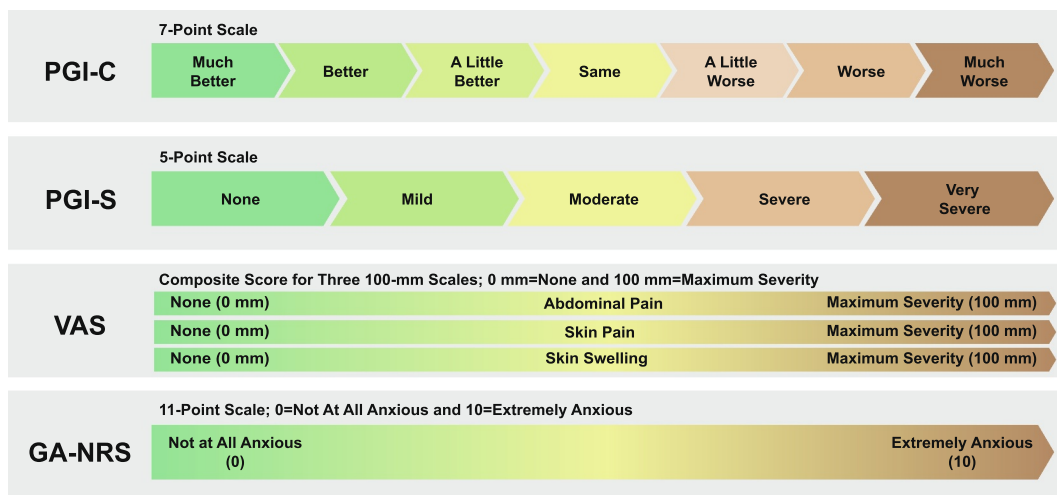 7-Point Scale
PGI-C
Much
Better
Better
A Little
Better
Same
A Little
Worse
Worse
Much
Worse
5-Point Scale
PGI-S
None
Mild
Moderate
Severe
Very
Severe
Composite Score for Three 100-mm Scales; 0 mm=None and 100 mm=Maximum Severity
VAS
None (0 mm) Abdominal Pain Maximum Severity (100 mm)
None (0 mm) Skin Pain Maximum Severity (100 mm)
None (0 mm) Skin Swelling Maximum Severity (100 mm)
11-Point Scale; 0=Not At All Anxious and 10=Extremely Anxious
GA-NRS
Not at All Anxious
(0)
Extremely Anxious
(10)